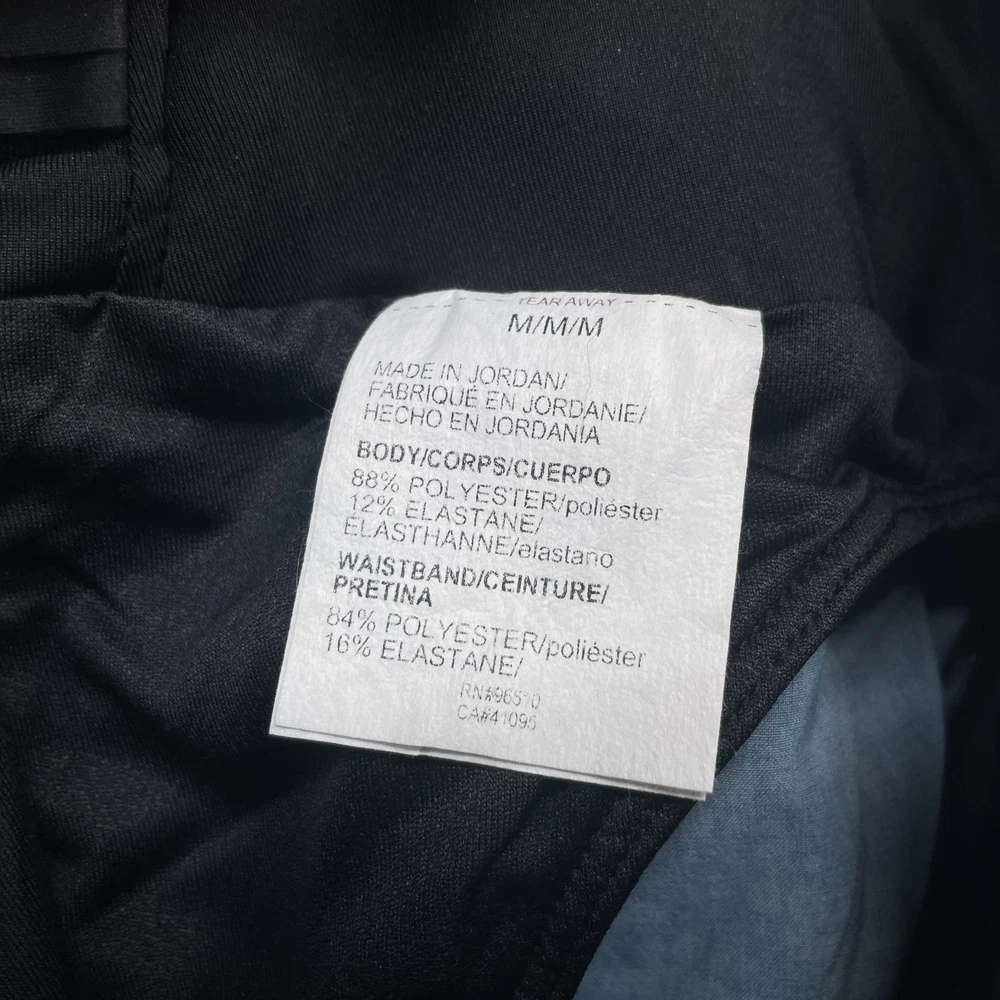 TEAR AWAY
M/M/M
MADE IN JORDAN/
FABRIQUÉ EN JORDANIE/
HECHO EN JORDANIA
BODY/CORPS/CUERPO
88% POLYESTER/poliéster
12% ELASTANE/
ÉLASTHANNE/elastano
WAISTBAND/CEINTURE/
PRETINA
84% POLYESTER/poliéster
16% ELASTANE/
RN#96510
CA#41095